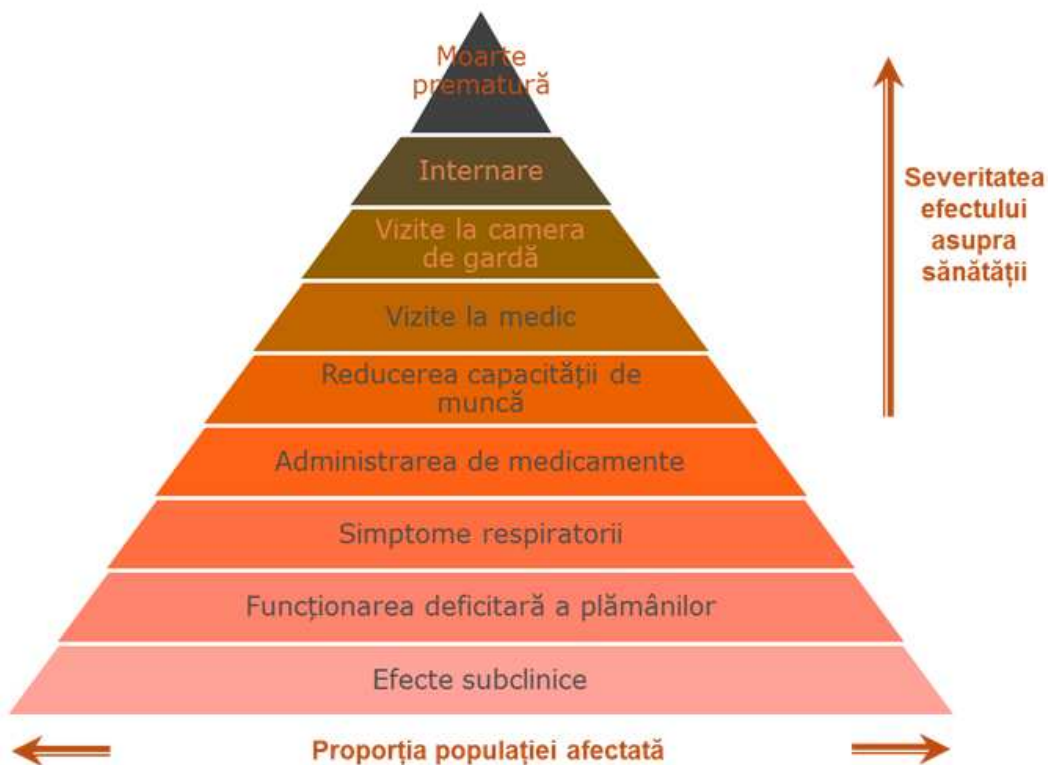 Moarte
prematură
Internare
Vizite la camera
de gardă
Vizite la medic
Reducerea capacității de
muncă
Administrarea de medicamente
Simptome respiratorii
Funcționarea deficitară a plămânilor
Efecte subclinice
Severitatea
efectului
asupra
sănătății
Proporția populației afectată